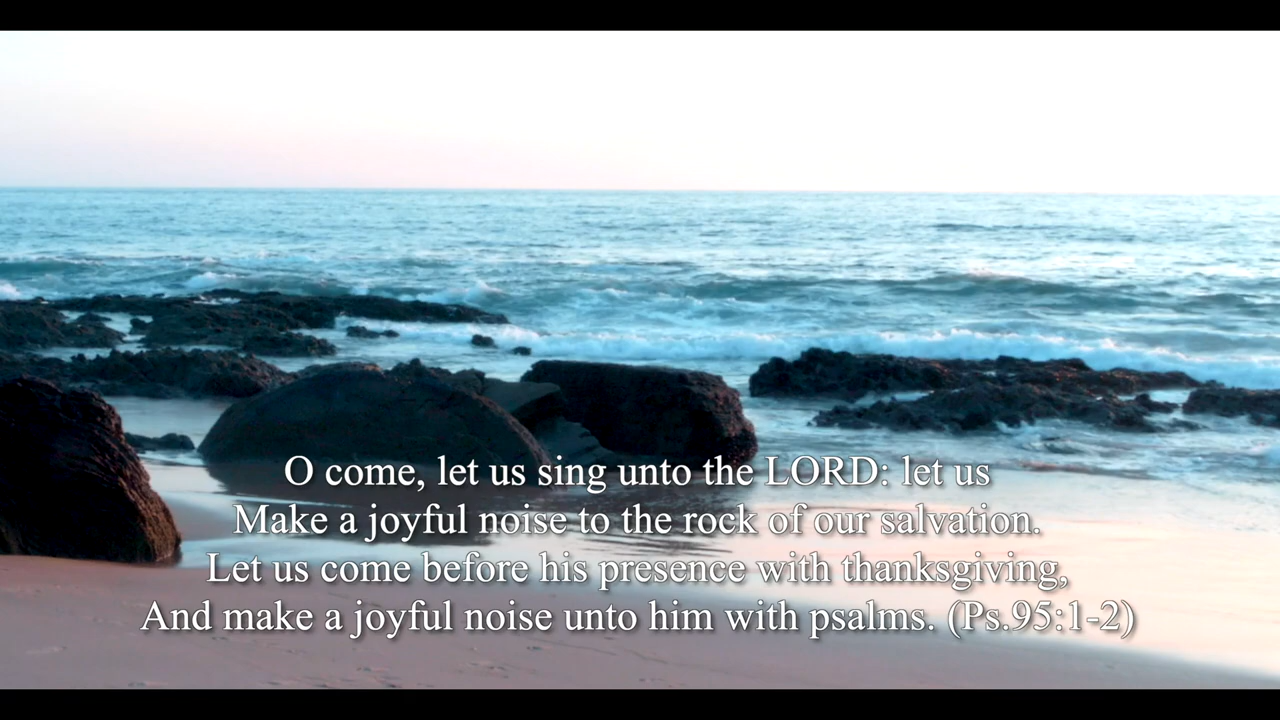 O come, let us sing unto the LORD: let us
Make a joyful noise to the rock of our salvation.
Let us come before his presence with thanksgiving,
And make a joyful noise unto him with psalms. (Ps.95:1-2)